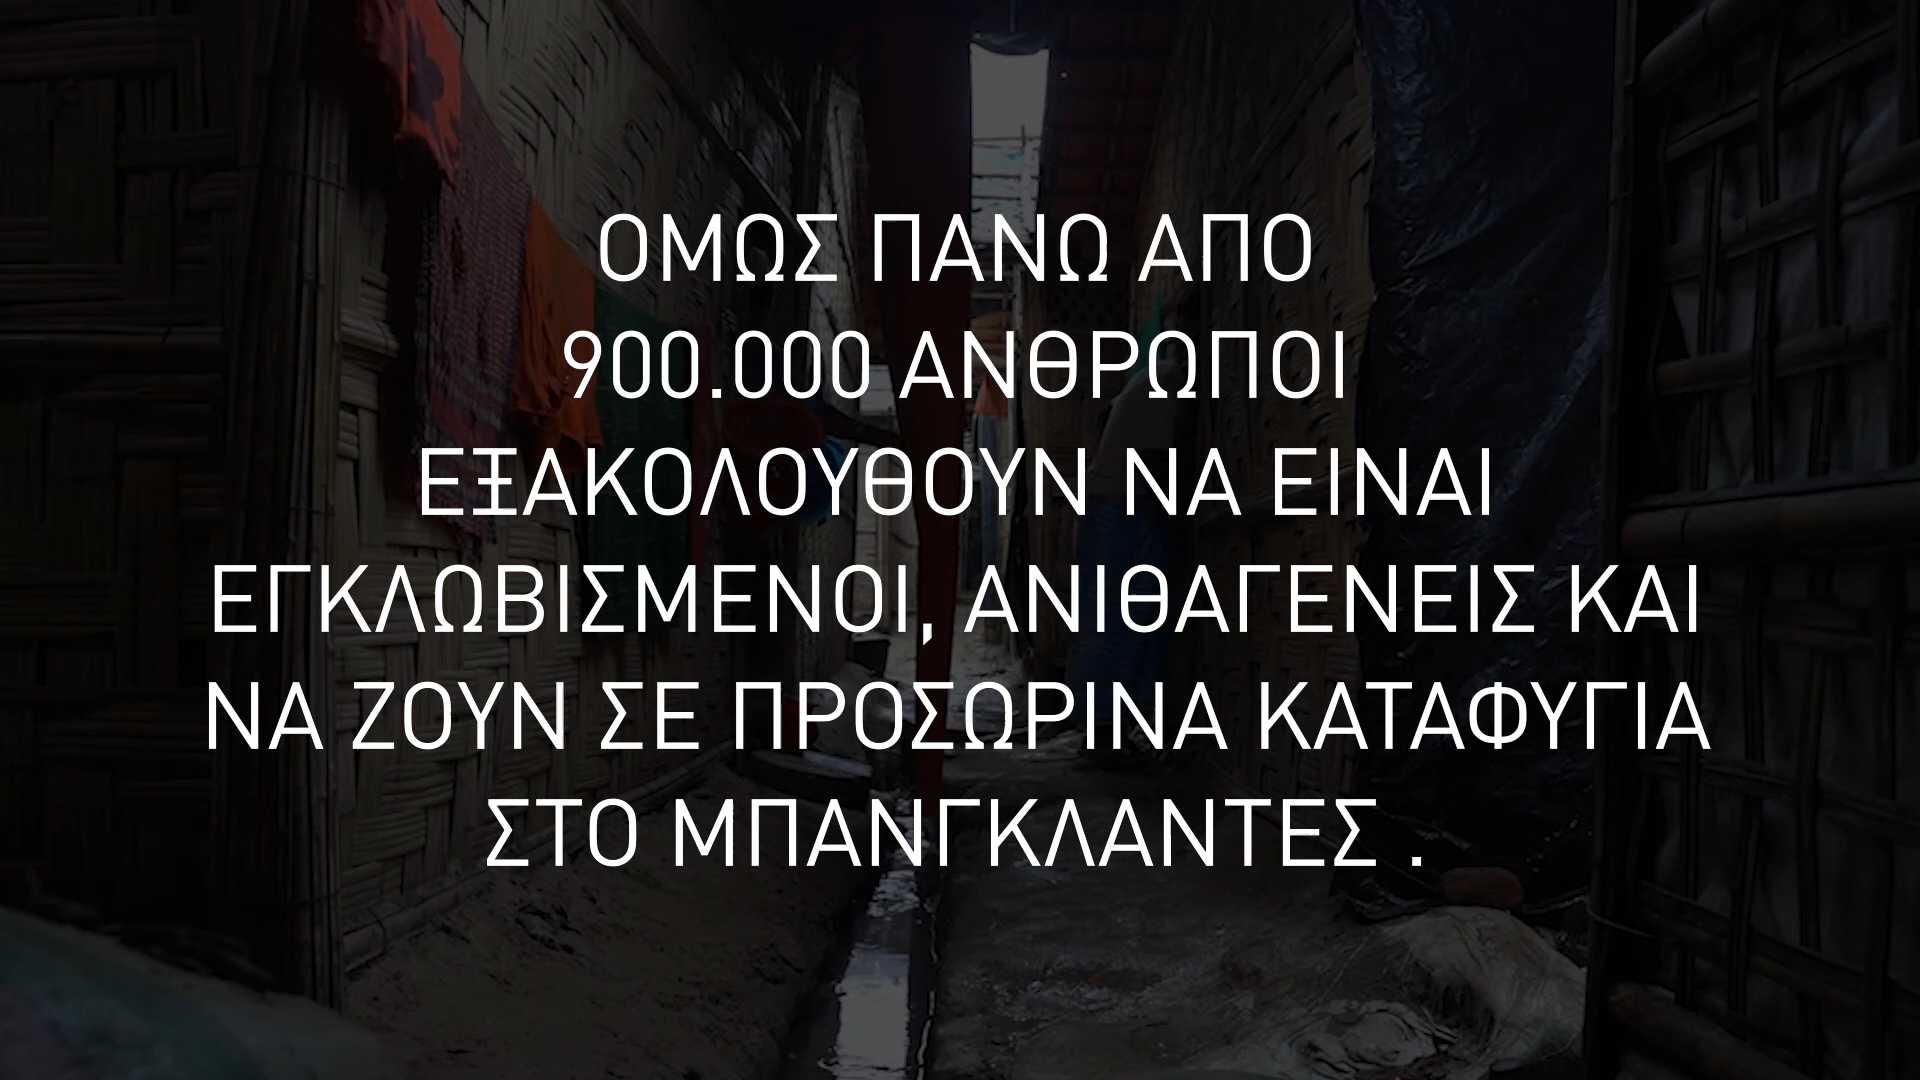 ΟΜΩΣ ΠΑΝΩ ΑΠΟ
900.000 ΑΝΘΡΩΠΟΙ
ΕΞΑΚΟΛΟΥΘΟΥΝ ΝΑ ΕΙΝΑΙ
ΕΓΚΛΩΒΙΣΜΕΝΟΙ, ΑΝΙΘΑΓΕΝΕΙΣ ΚΑΙ
ΝΑ ΖΟΥΝ ΣΕ ΠΡΟΣΩΡΙΝΑ ΚΑΤΑΦΥΓΙΑ
ΣΤΟ ΜΠΑΝΓΚΛΑΝΤΕΣ .